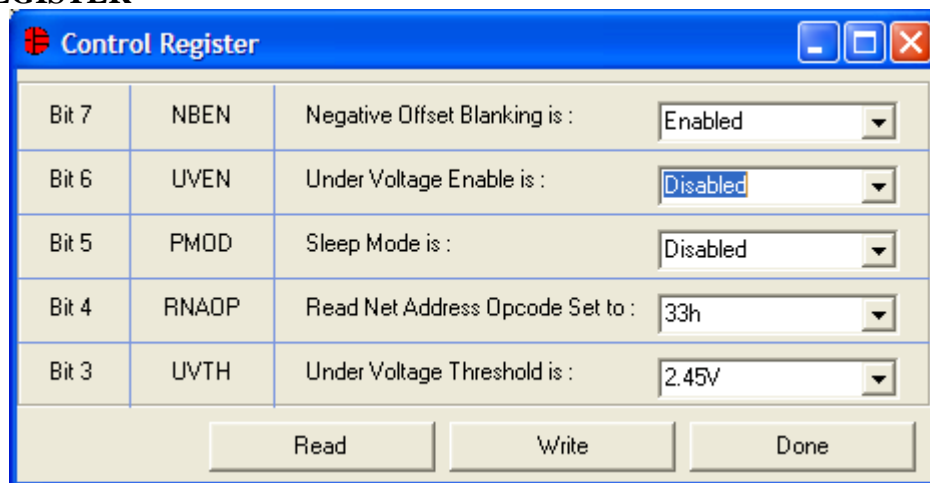 Control Register
Bit 7 NBEN Negative Offset Blanking is : Enabled
Bit 6 UVEN Under Voltage Enable is : Disabled
Bit 5 PMOD Sleep Mode is : Disabled
Bit 4 RNAOP Read Net Address Opcode Set to : 33h
Bit 3 UVTH Under Voltage Threshold is : 2.45V
Read Write Done